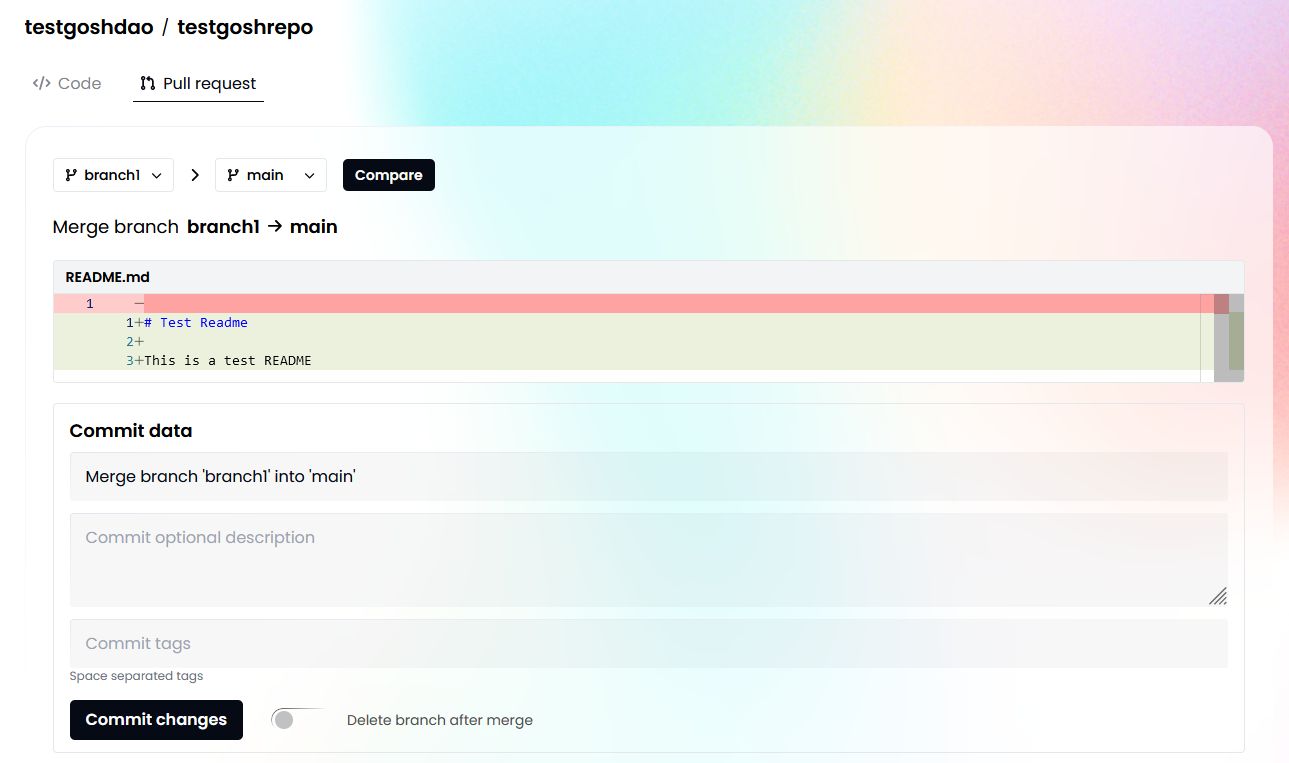 testgoshdao / testgoshrepo
</> Code Pull request
branch1 > main Compare
Merge branch branch1 → main
README.md
1 −
1+# Test Readme
2+
3+This is a test README
Commit data
Merge branch 'branch1' into 'main'
Commit optional description
Commit tags
Space separated tags
Commit changes Delete branch after merge